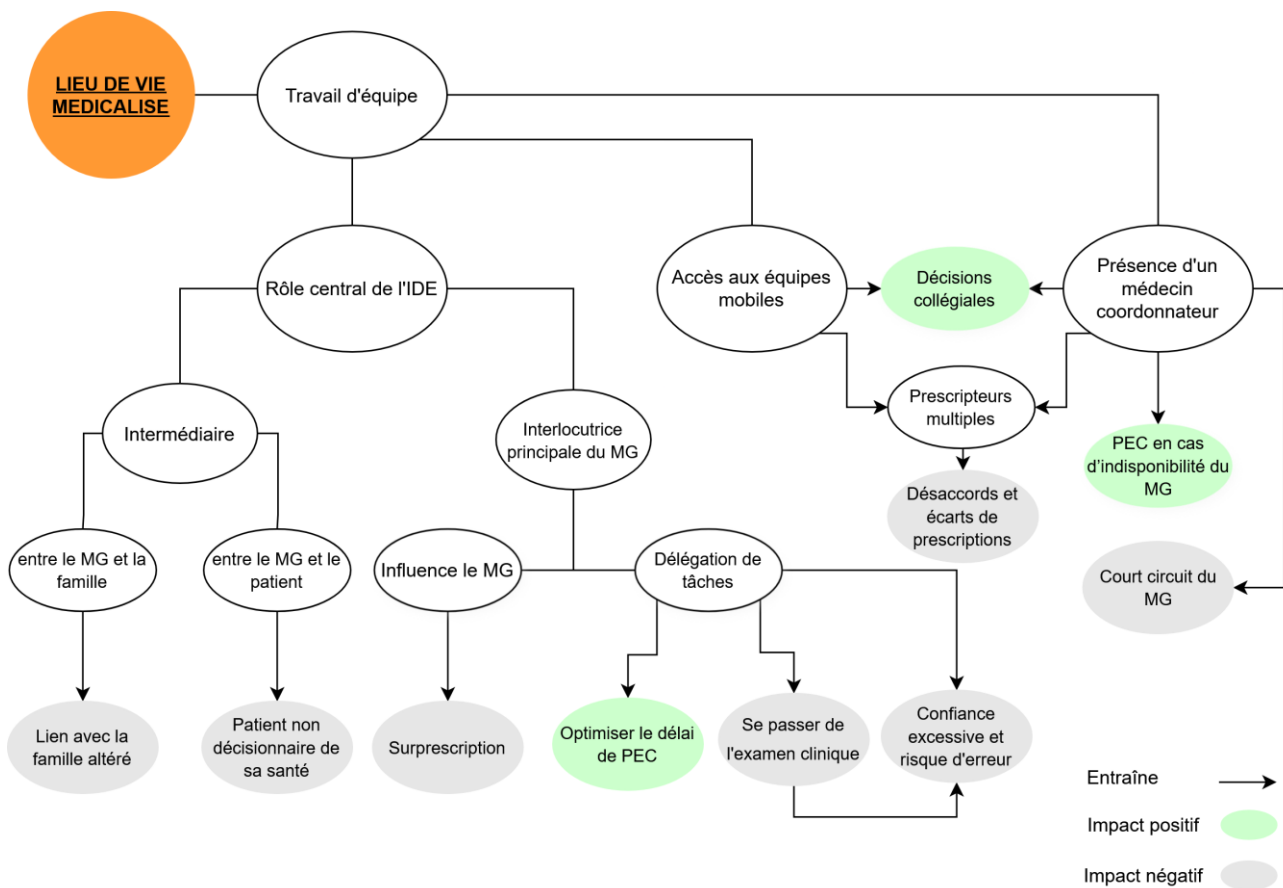 LIEU DE VIE
MEDICALISE
Travail d'équipe
Rôle central de l'IDE
Accès aux équipes
mobiles
Décisions
collégiales
Présence d'un
médecin
coordonnateur
Prescripteurs
multiples
Intermédiaire
Interlocutrice
principale du MG
PEC en cas
d’indisponibilité du
MG
Désaccords et
écarts de
prescriptions
entre le MG et la
famille
entre le MG et le
patient
Influence le MG
Délégation de
tâches
Court circuit du
MG
Lien avec la
famille altéré
Patient non
décisionnaire de
sa santé
Surprescription
Optimiser le délai
de PEC
Se passer de
l'examen clinique
Confiance
excessive et
risque d'erreur
Entraîne
Impact positif
Impact négatif